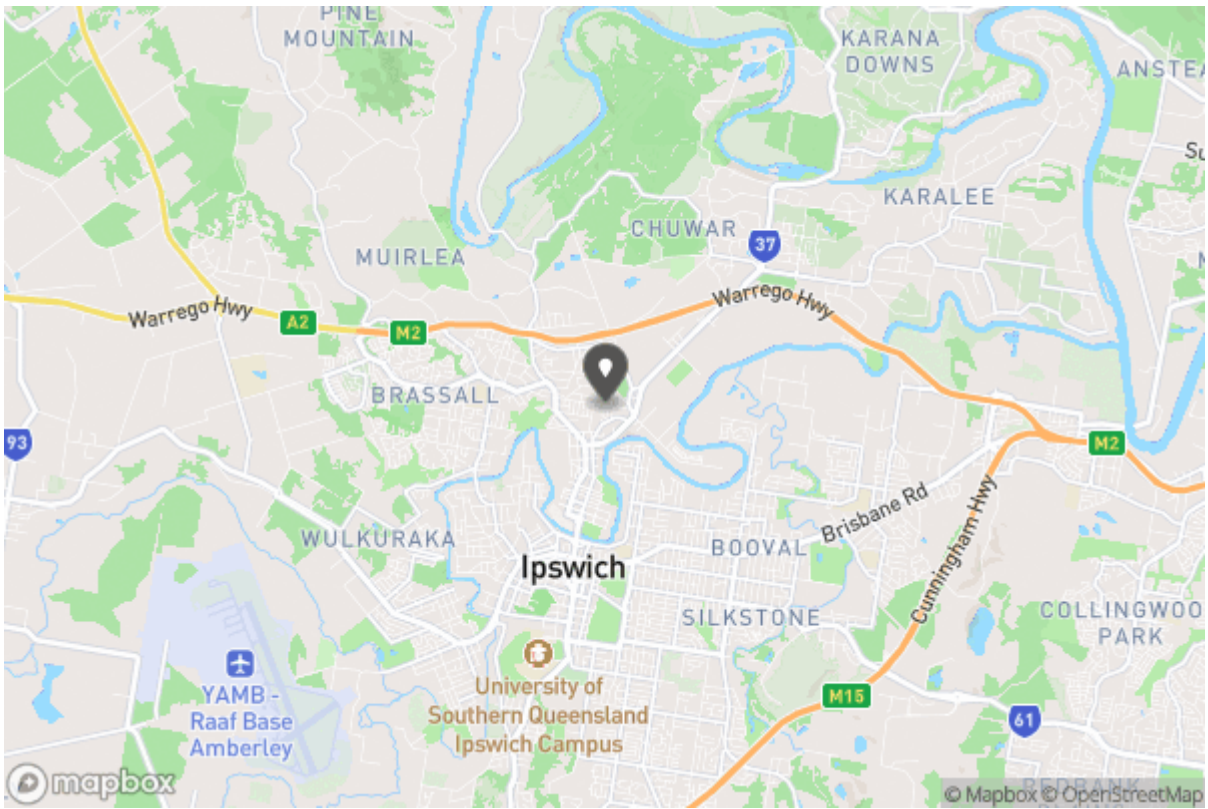 PINE
MOUNTAIN
KARANA
DOWNS
ANSTEA
Su
KARALEE
CHUWAR
37
MUIRLEA
Warrego Hwy
Warrego Hwy
A2
M2
BRASSALL
93
M2
Brisbane Rd
Cunningham Hwy
WULKURAKA
BOOVAL
Ipswich
SILKSTONE
COLLINGWOO
PARK
University of
Southern Queensland
Ipswich Campus
YAMB -
Raaf Base
Amberley
M15
61
REDBANK
mapbox
© Mapbox © OpenStreetMap